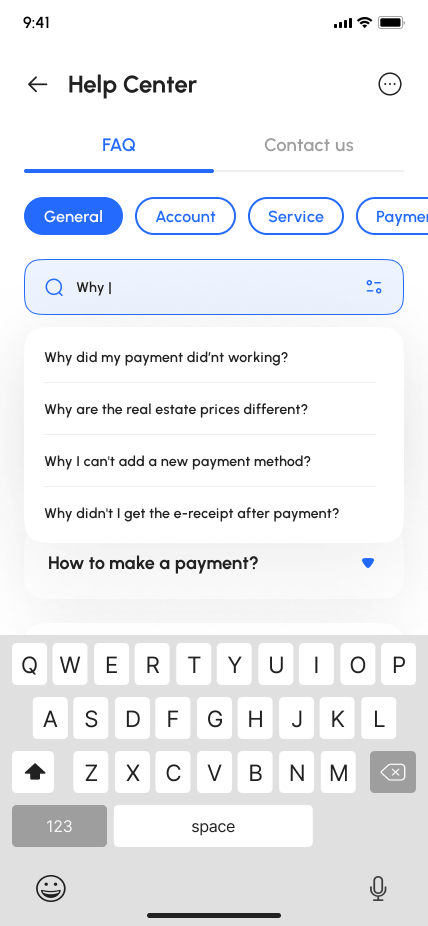 9:41
Help Center
FAQ Contact us
General Account Service Paymen
Why |
Why did my payment did'nt working?
Why are the real estate prices different?
Why I can't add a new payment method?
Why didn't I get the e-receipt after payment?
How to make a payment?
Q W E R T Y U I O P
A S D F G H J K L
Z X C V B N M
123 space